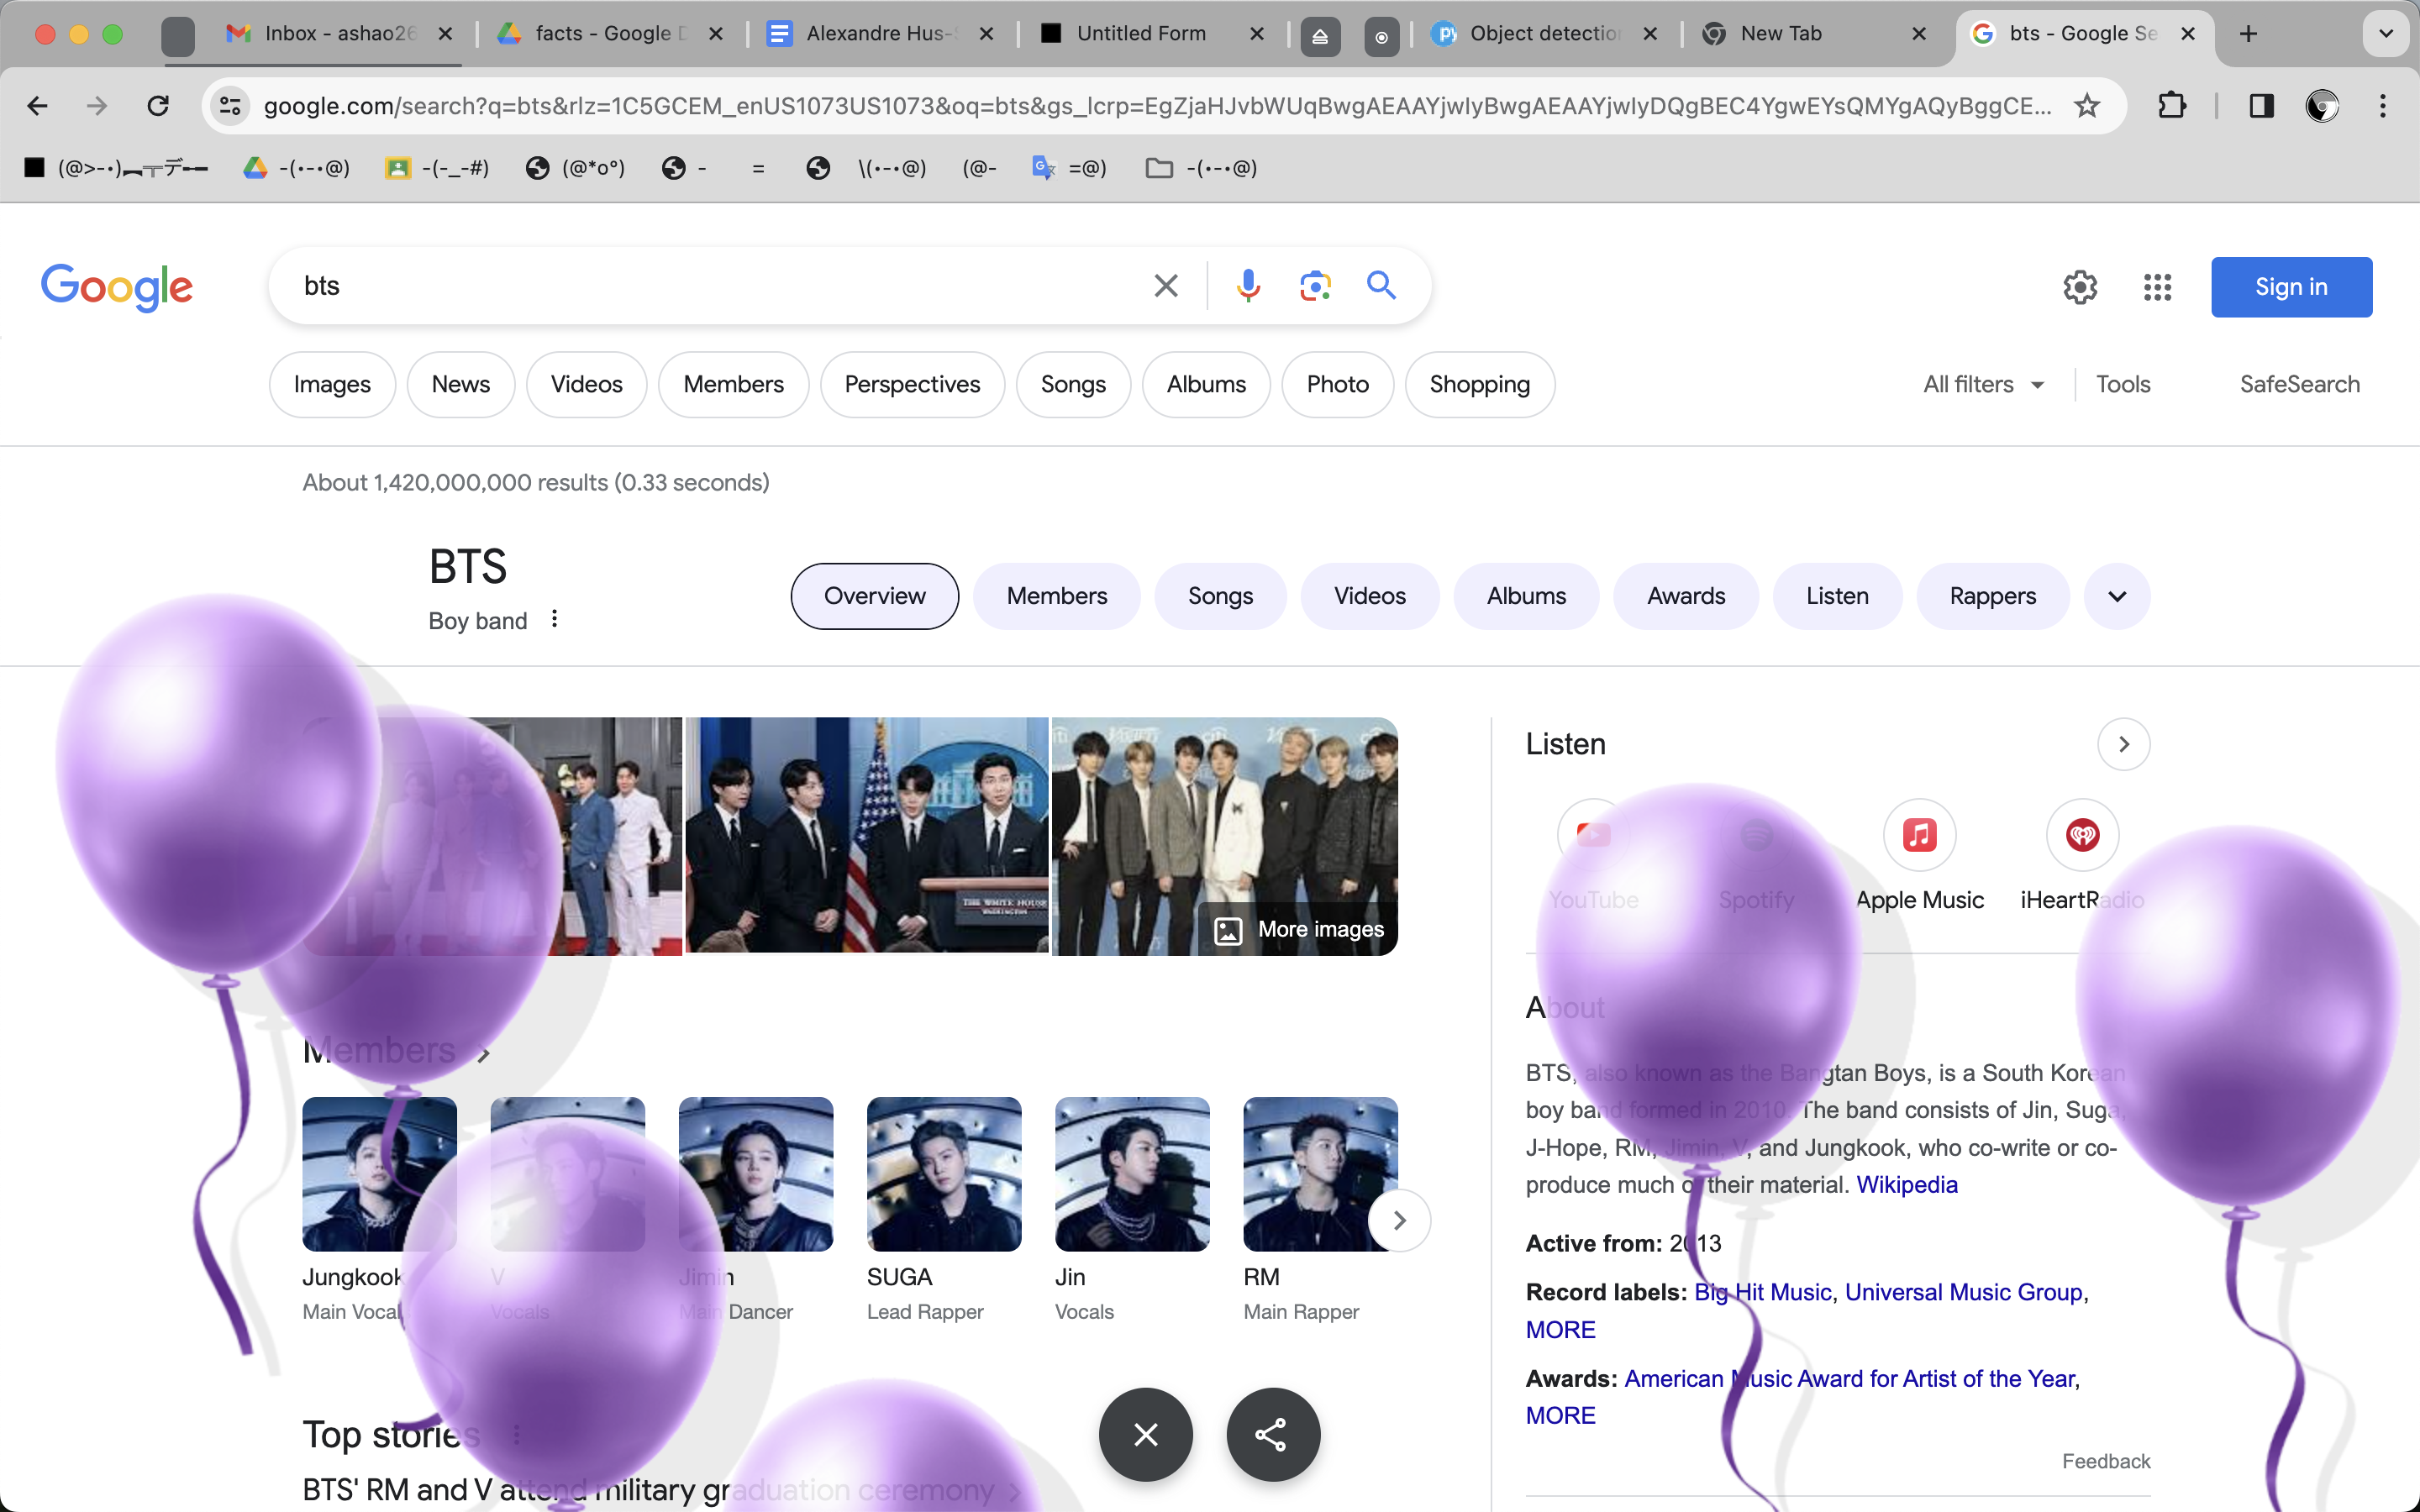 Inbox - ashao26
facts - Google D
Alexandre Hus-S
Untitled Form
Object detection
New Tab
bts - Google Se
google.com/search?q=bts&rlz=1C5GCEM_enUS1073US1073&oq=bts&gs_lcrp=EgZjaHJvbWUqBwgAEAAYjwIyBwgAEAAYjwIyDQgBEC4YgwEYsQMYgAQyBggCE...
(@>-•)︻╦デ╾━
-(•-•@)
-(-_-#)
(@*o°)
-
=
\(•-•@)
(@-
=@)
-(•-•@)
Google
bts
Sign in
Images
News
Videos
Members
Perspectives
Songs
Albums
Photo
Shopping
All filters
Tools
SafeSearch
About 1,420,000,000 results (0.33 seconds)
BTS
Boy band
Overview
Members
Songs
Videos
Albums
Awards
Listen
Rappers
THE WHITE HOUSE
WASHINGTON
More images
Listen
YouTube
Spotify
Apple Music
iHeartRadio
About
BTS, also known as the Bangtan Boys, is a South Korean
boy band formed in 2010. The band consists of Jin, Suga,
J-Hope, RM, Jimin, V, and Jungkook, who co-write or co-
produce much of their material. Wikipedia
Active from: 2013
Record labels: Big Hit Music, Universal Music Group,
MORE
Awards: American Music Award for Artist of the Year,
MORE
Feedback
Members
Jungkook
Main Vocal
V
Vocals
Jimin
Main Dancer
SUGA
Lead Rapper
Jin
Vocals
RM
Main Rapper
Top stories
BTS' RM and V attend military graduation ceremony